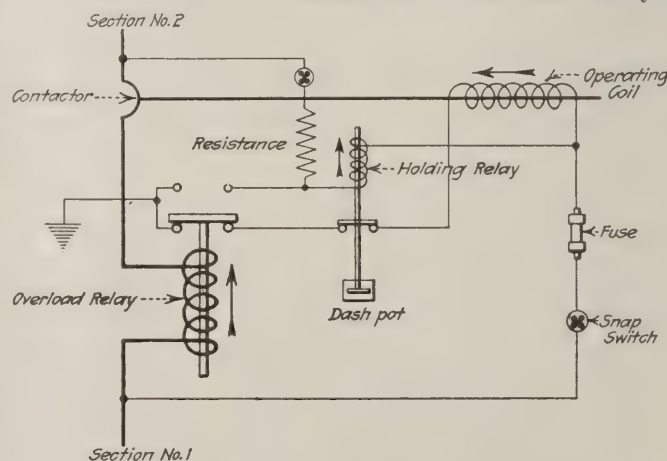 Section No.2
Contactor
Operating
Coil
Resistance
Holding Relay
Fuse
Overload Relay
Dash pot
Snap
Switch
Section No.1